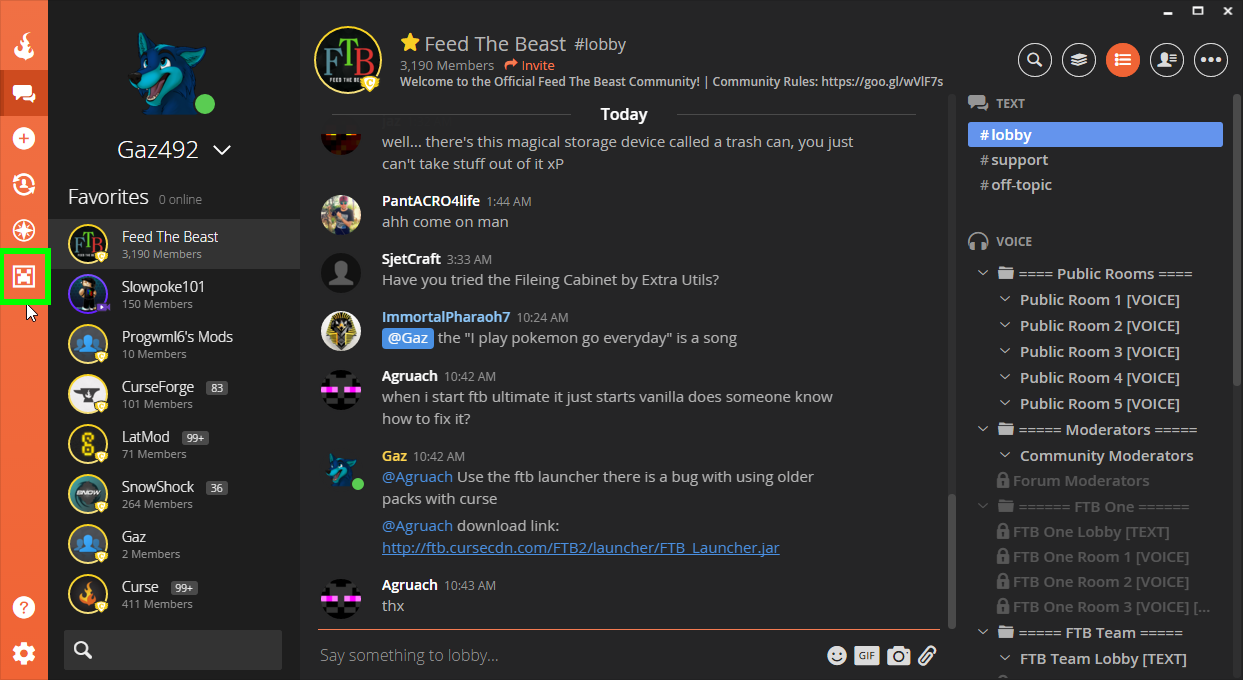 Gaz492
Favorites 0 online
FTB
Feed The Beast
3,190 Members
Slowpoke101
150 Members
Progwml6's Mods
10 Members
CurseForge 83
101 Members
LatMod 99+
71 Members
SnowShock 36
264 Members
Gaz
2 Members
Curse 99+
411 Members
?
FTB
FEED THE BEAST
Feed The Beast #lobby
3,190 Members Invite
Welcome to the Official Feed The Beast Community! | Community Rules: https://goo.gl/wVlF7s
Today
well... there's this magical storage device called a trash can, you just
can't take stuff out of it xP
PantACRO4life 1:44 AM
ahh come on man
SjetCraft 3:33 AM
Have you tried the Fileing Cabinet by Extra Utils?
ImmortalPharaoh7 10:24 AM
@Gaz the "I play pokemon go everyday" is a song
Agruach 10:42 AM
when i start ftb ultimate it just starts vanilla does someone know
how to fix it?
Gaz 10:42 AM
@Agruach Use the ftb launcher there is a bug with using older
packs with curse
@Agruach download link:
http://ftb.cursecdn.com/FTB2/launcher/FTB_Launcher.jar
Agruach 10:43 AM
thx
Say something to lobby...
GIF
TEXT
#lobby
#support
#off-topic
VOICE
==== Public Rooms ====
Public Room 1 [VOICE]
Public Room 2 [VOICE]
Public Room 3 [VOICE]
Public Room 4 [VOICE]
Public Room 5 [VOICE]
===== Moderators =====
Community Moderators
Forum Moderators
====== FTB One ======
FTB One Lobby [TEXT]
FTB One Room 1 [VOICE]
FTB One Room 2 [VOICE]
FTB One Room 3 [VOICE] [...
===== FTB Team =====
FTB Team Lobby [TEXT]